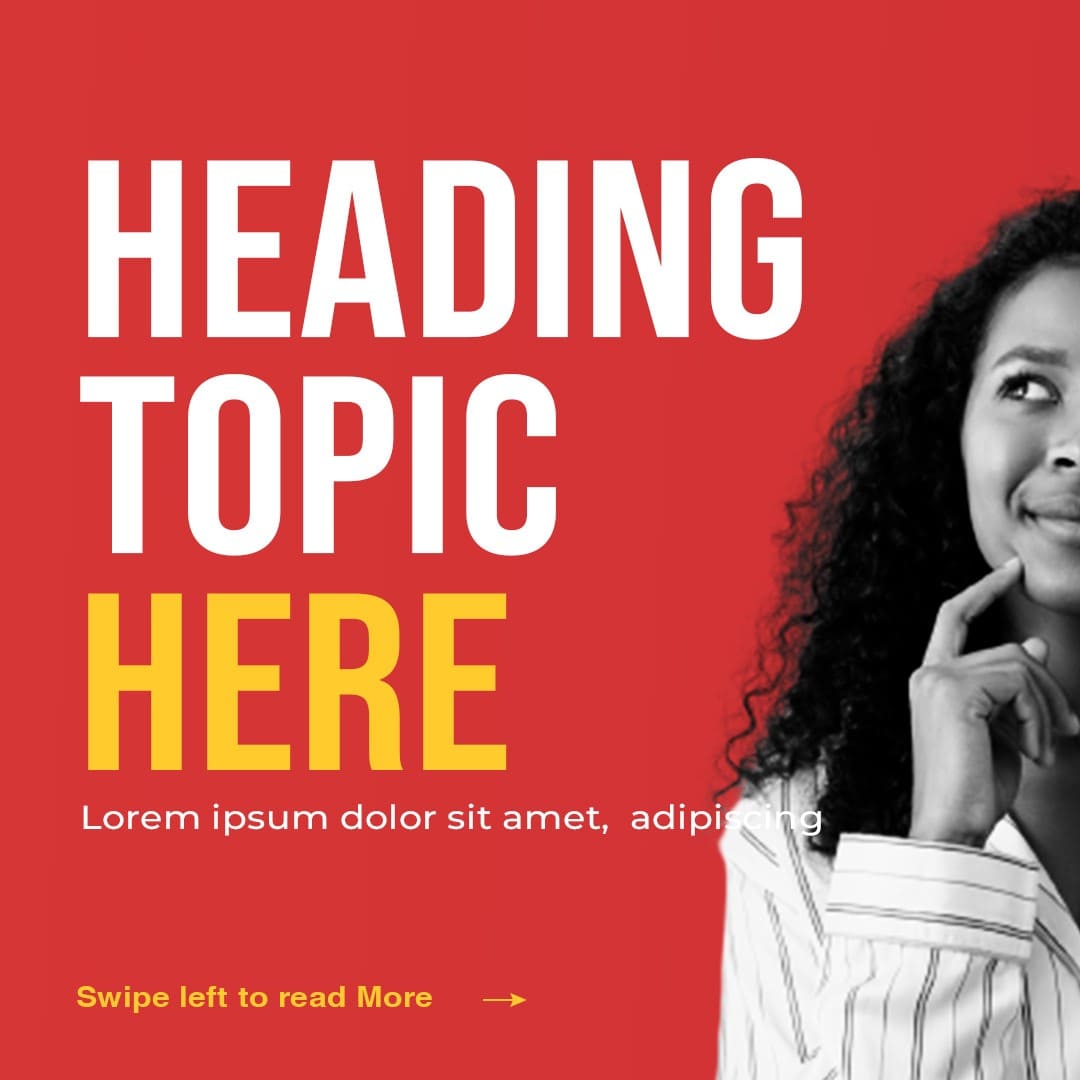 HEADING
TOPIC
HERE
Lorem ipsum dolor sit amet,  adipiscing
Swipe left to read More